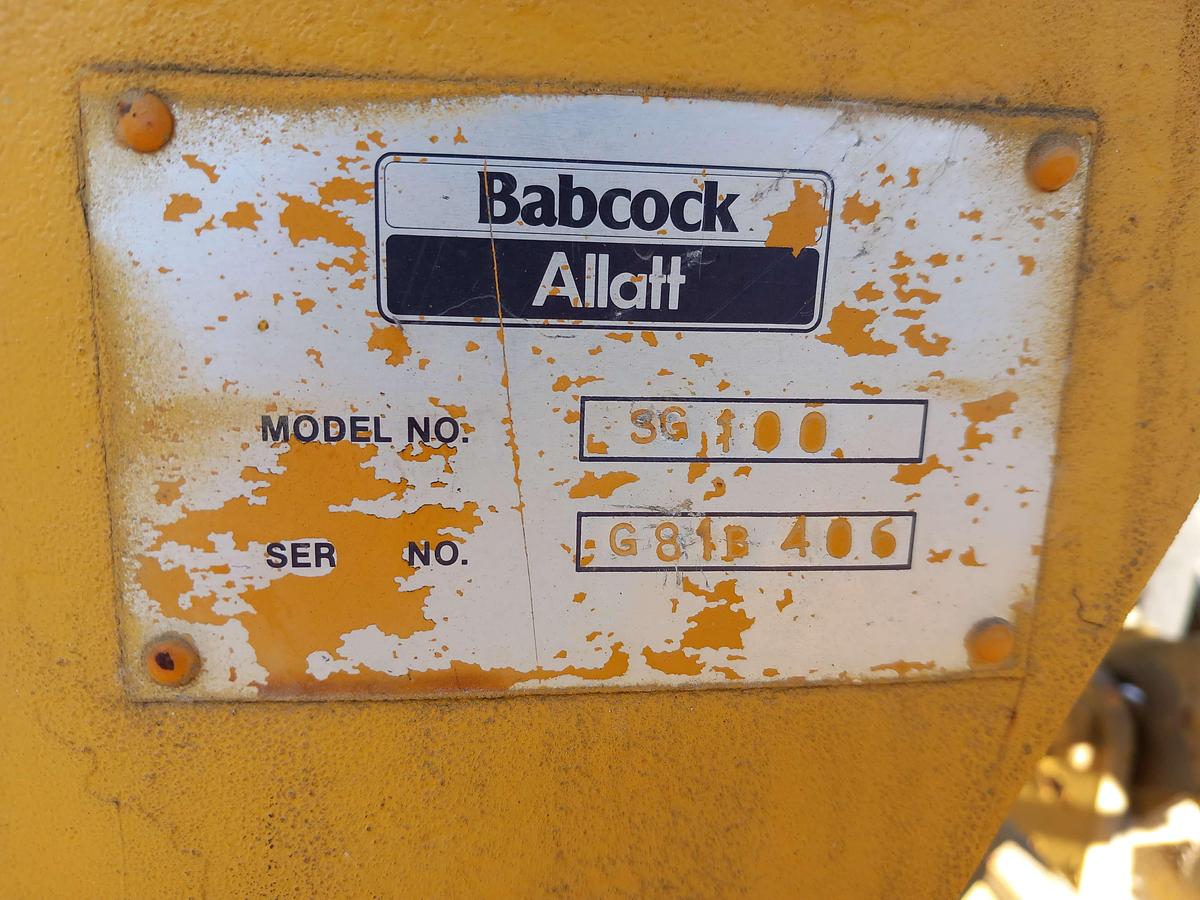 Babcock
Allatt
MODEL NO. SG 100
SER NO. G81B 406